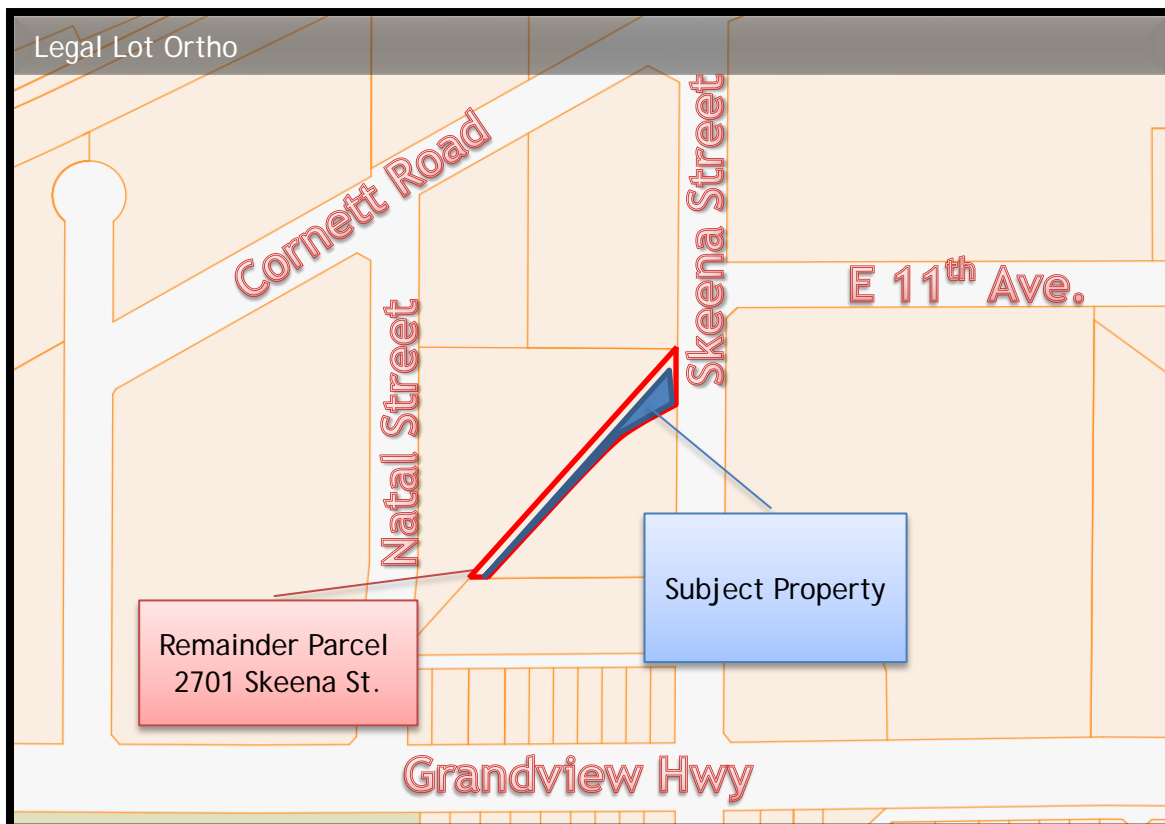 Legal Lot Ortho
Cornett Road
Skeena Street
E 11th Ave.
Natal Street
Subject Property
Remainder Parcel
2701 Skeena St.
Grandview Hwy